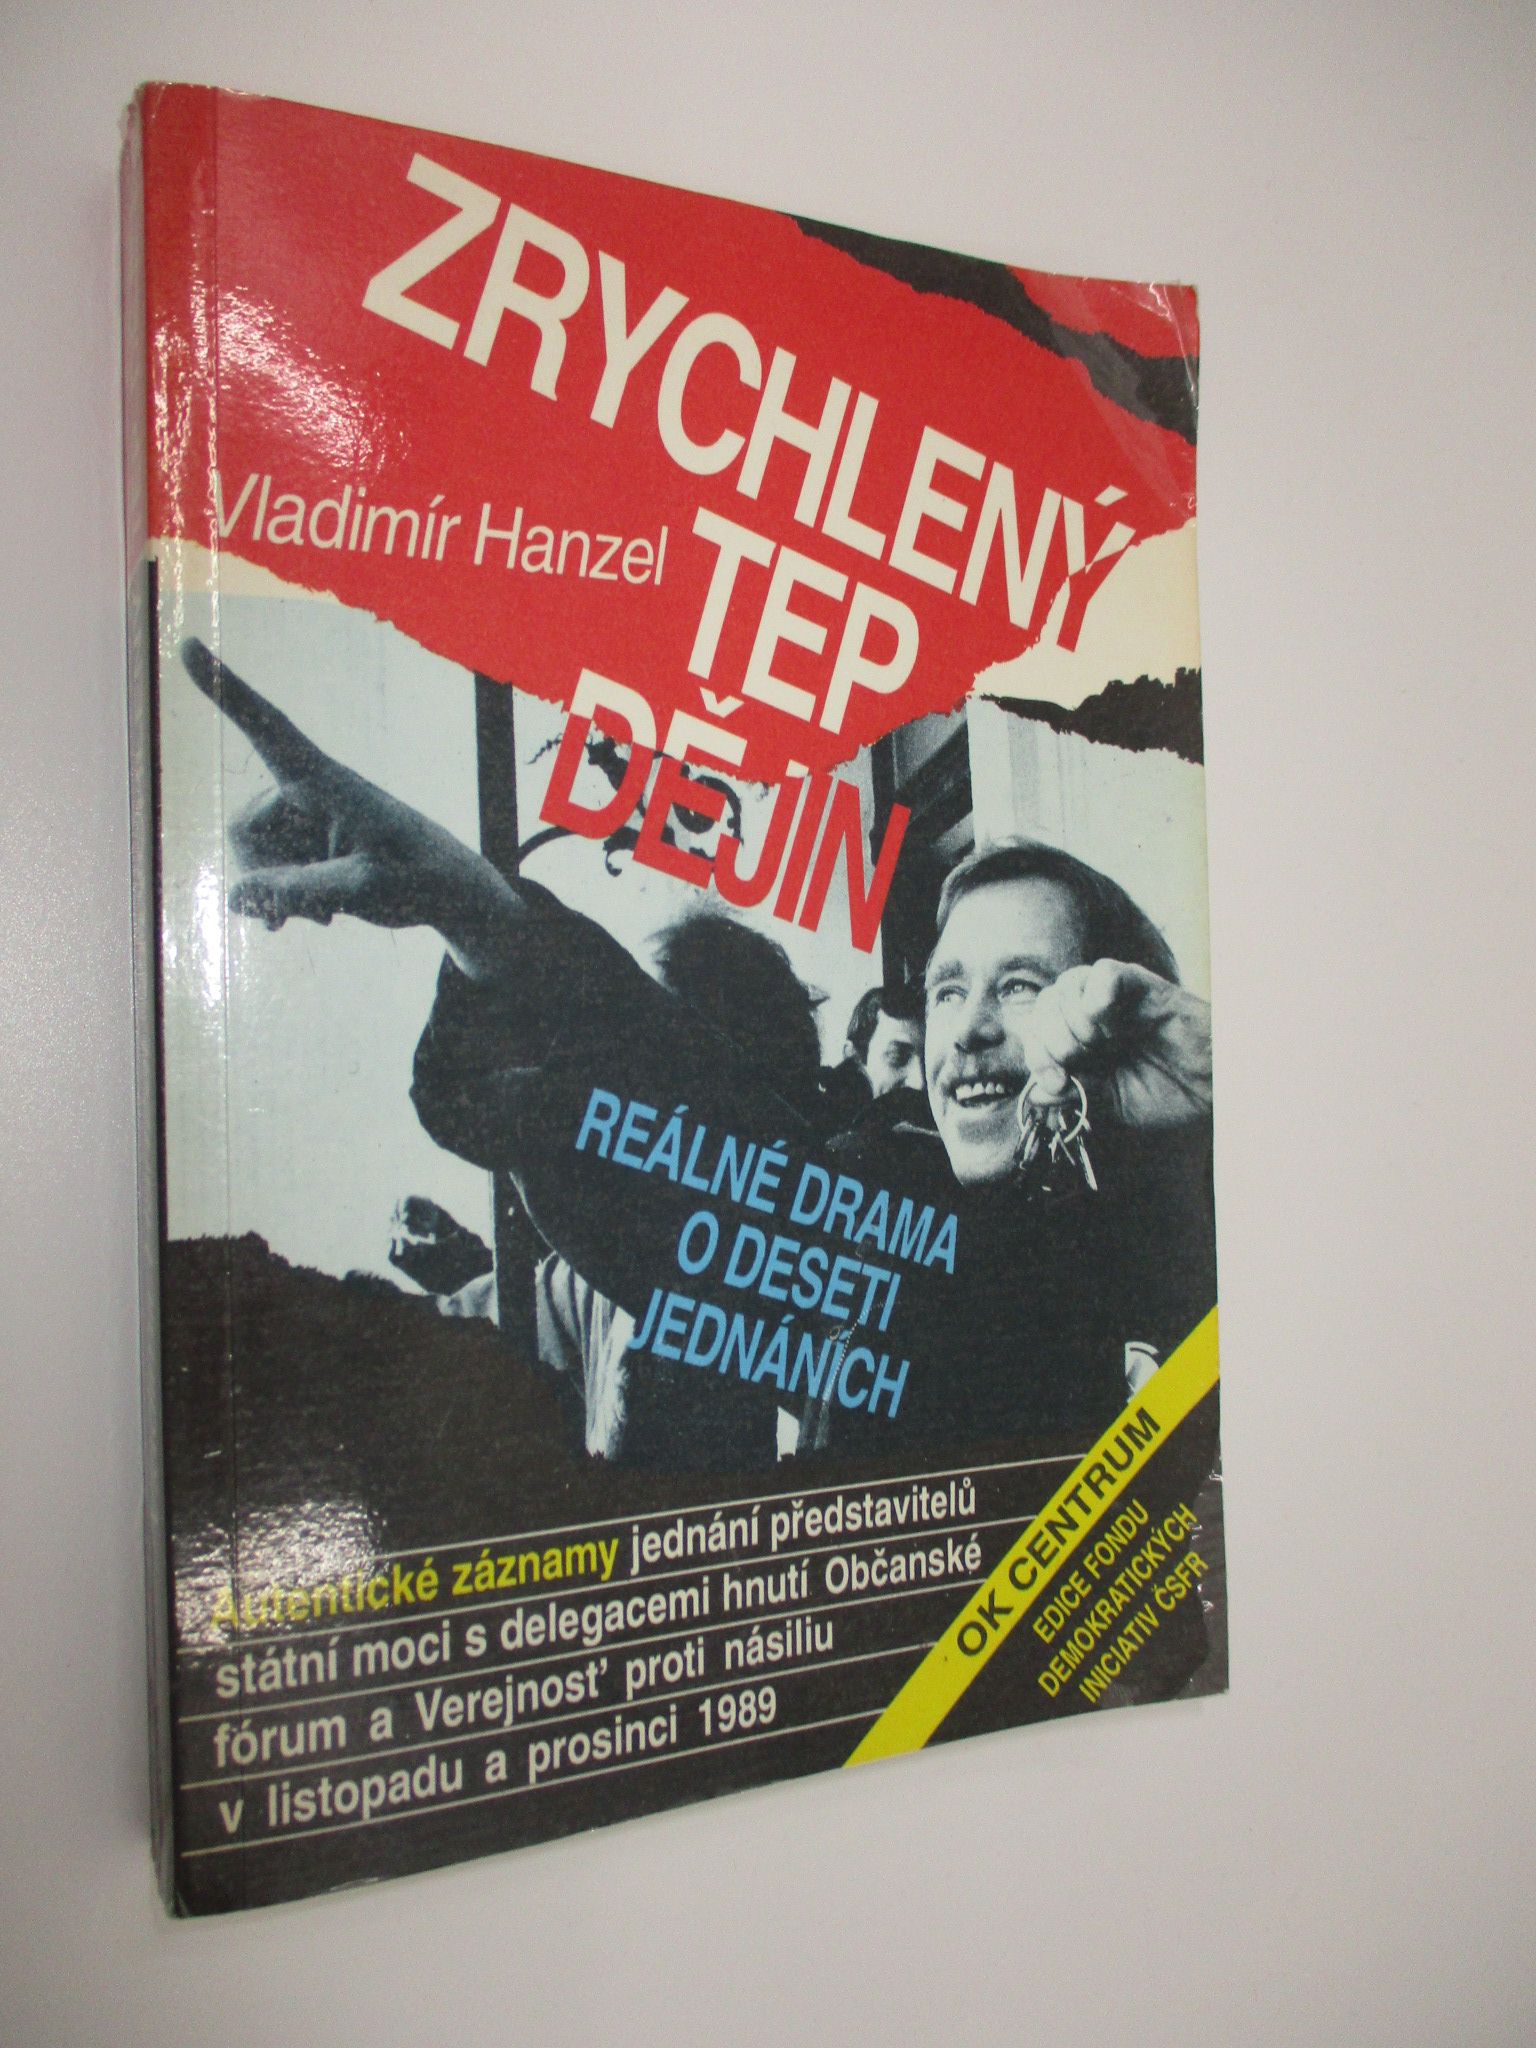 ZRYCHLENÝ
Vladimír Hanzel
TEP
DĚJIN
REÁLNÉ DRAMA
O DESETI
JEDNÁNÍCH
Autentické záznamy jednání představitelů
státní moci s delegacemi hnutí Občanské
fórum a Verejnosť proti násiliu
v listopadu a prosinci 1989
OK CENTRUM
EDICE FONDU
DEMOKRATICKÝCH
INICIATIV ČSFR